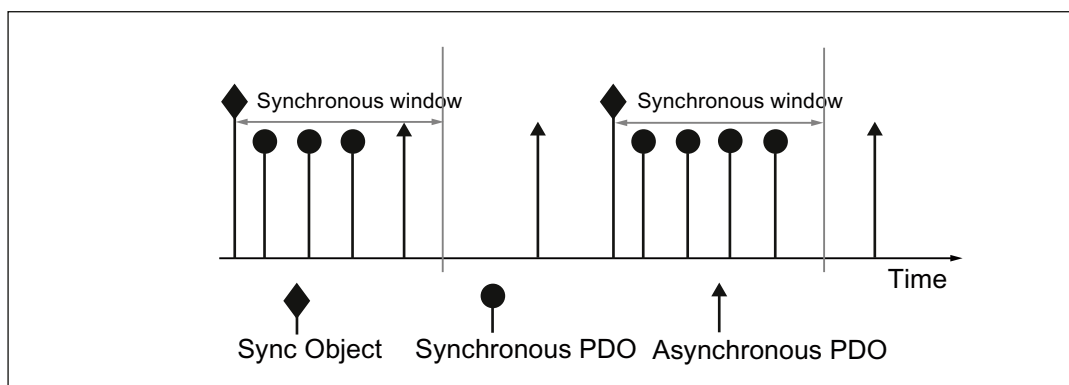 Synchronous window
Synchronous window
Time
Sync Object
Synchronous PDO
Asynchronous PDO